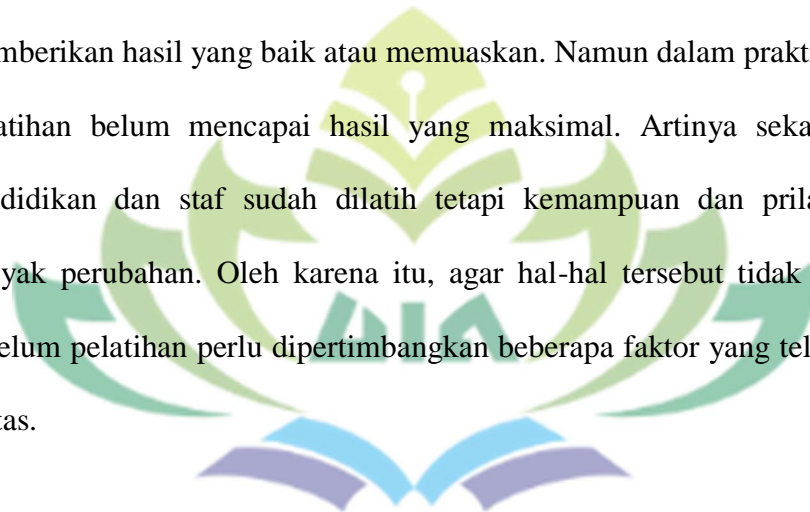 mberikan hasil yang baik atau memuaskan. Namun dalam prakt
atihan belum mencapai hasil yang maksimal. Artinya seka
didikan dan staf sudah dilatih tetapi kemampuan dan prila
yak perubahan. Oleh karena itu, agar hal-hal tersebut tidak
elum pelatihan perlu dipertimbangkan beberapa faktor yang tel
tas.